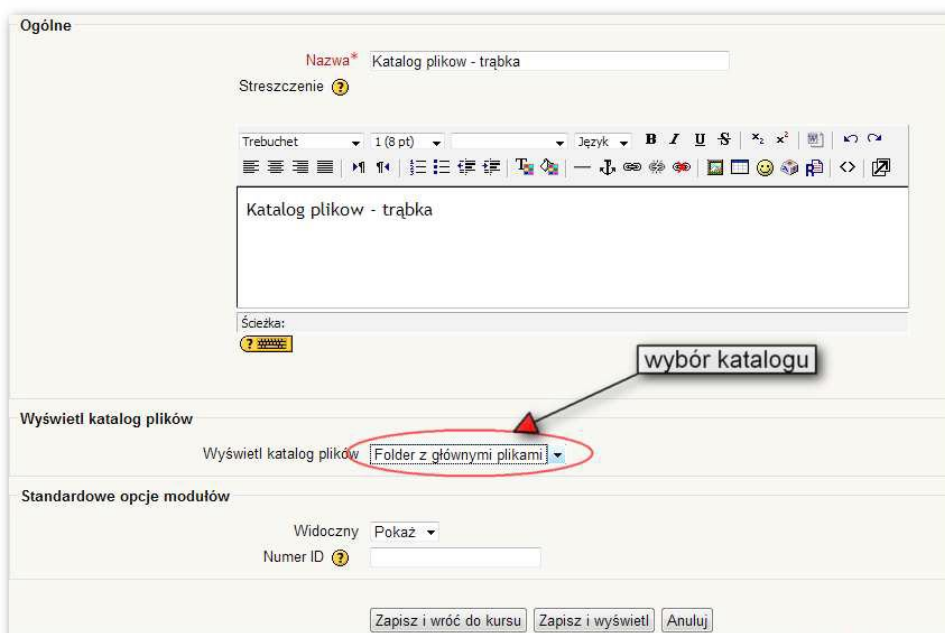 Ogólne
Nazwa* Katalog plikow - trąbka
Streszczenie ?
Trebuchet 1 (8 pt) Język B I U S x₂ x²
Katalog plikow - trąbka
Ścieżka:
?
wybór katalogu
Wyświetl katalog plików
Wyświetl katalog plików Folder z głównymi plikami
Standardowe opcje modułów
Widoczny Pokaż
Numer ID ?
Zapisz i wróć do kursu Zapisz i wyświetl Anuluj